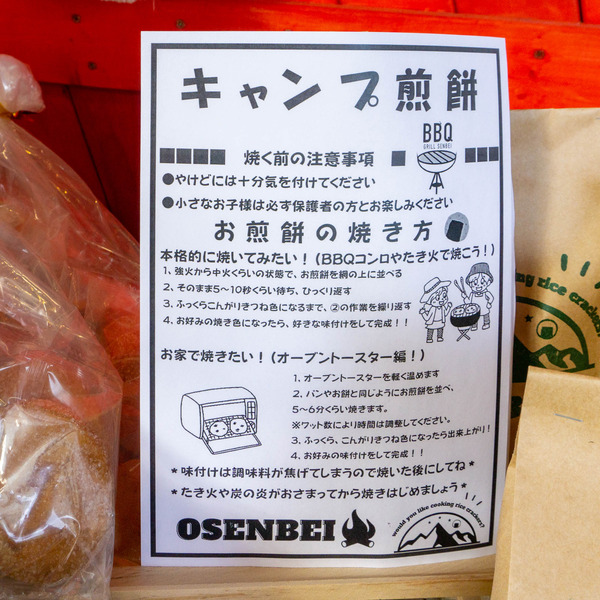 キャンプ煎餅
BBQ
GRILL SENBEI
焼く前の注意事項
●やけどには十分気を付けてください
●小さなお子様は必ず保護者の方とお楽しみください
お煎餅の焼き方
本格的に焼いてみたい！（BBQコンロやたき火で焼こう！）
1、強火から中火くらいの状態で、お煎餅を網の上に並べる
2、そのまま5〜10秒くらい待ち、ひっくり返す
3、ふっくらこんがりきつね色になるまで、②の作業を繰り返す
4、お好みの焼き色になったら、好きな味付けをして完成！！
お家で焼きたい！（オーブントースター編！）
1、オーブントースターを軽く温めます
2、パンやお餅と同じようにお煎餅を並べ、
5〜6分くらい焼きます。
※ワット数により時間は調整してください。
3、ふっくら、こんがりきつね色になったら出来上がり！
4、お好みの味付けをして完成！！
*味付けは調味料が焦げてしまうので焼いた後にしてね*
*たき火や炭の炎がおさまってから焼きはじめましょう*
OSENBEI
would you like cooking rice crackers?
cooking rice crackers